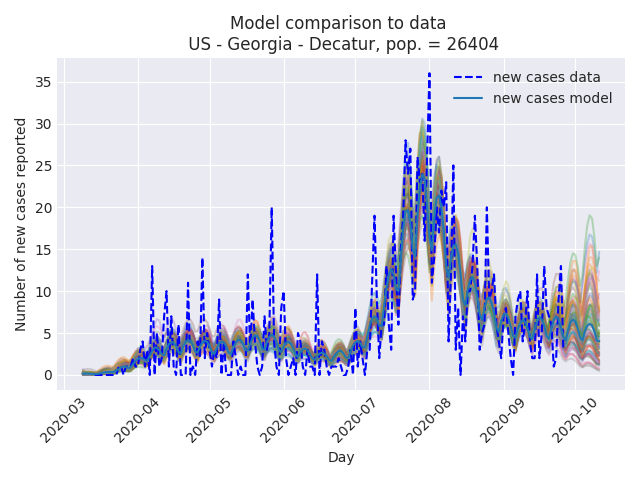 Model comparison to data
US - Georgia - Decatur, pop. = 26404
new cases data
new cases model
Number of new cases reported
35
30
25
20
15
10
5
0
2020-03
2020-04
2020-05
2020-06
2020-07
2020-08
2020-09
2020-10
Day